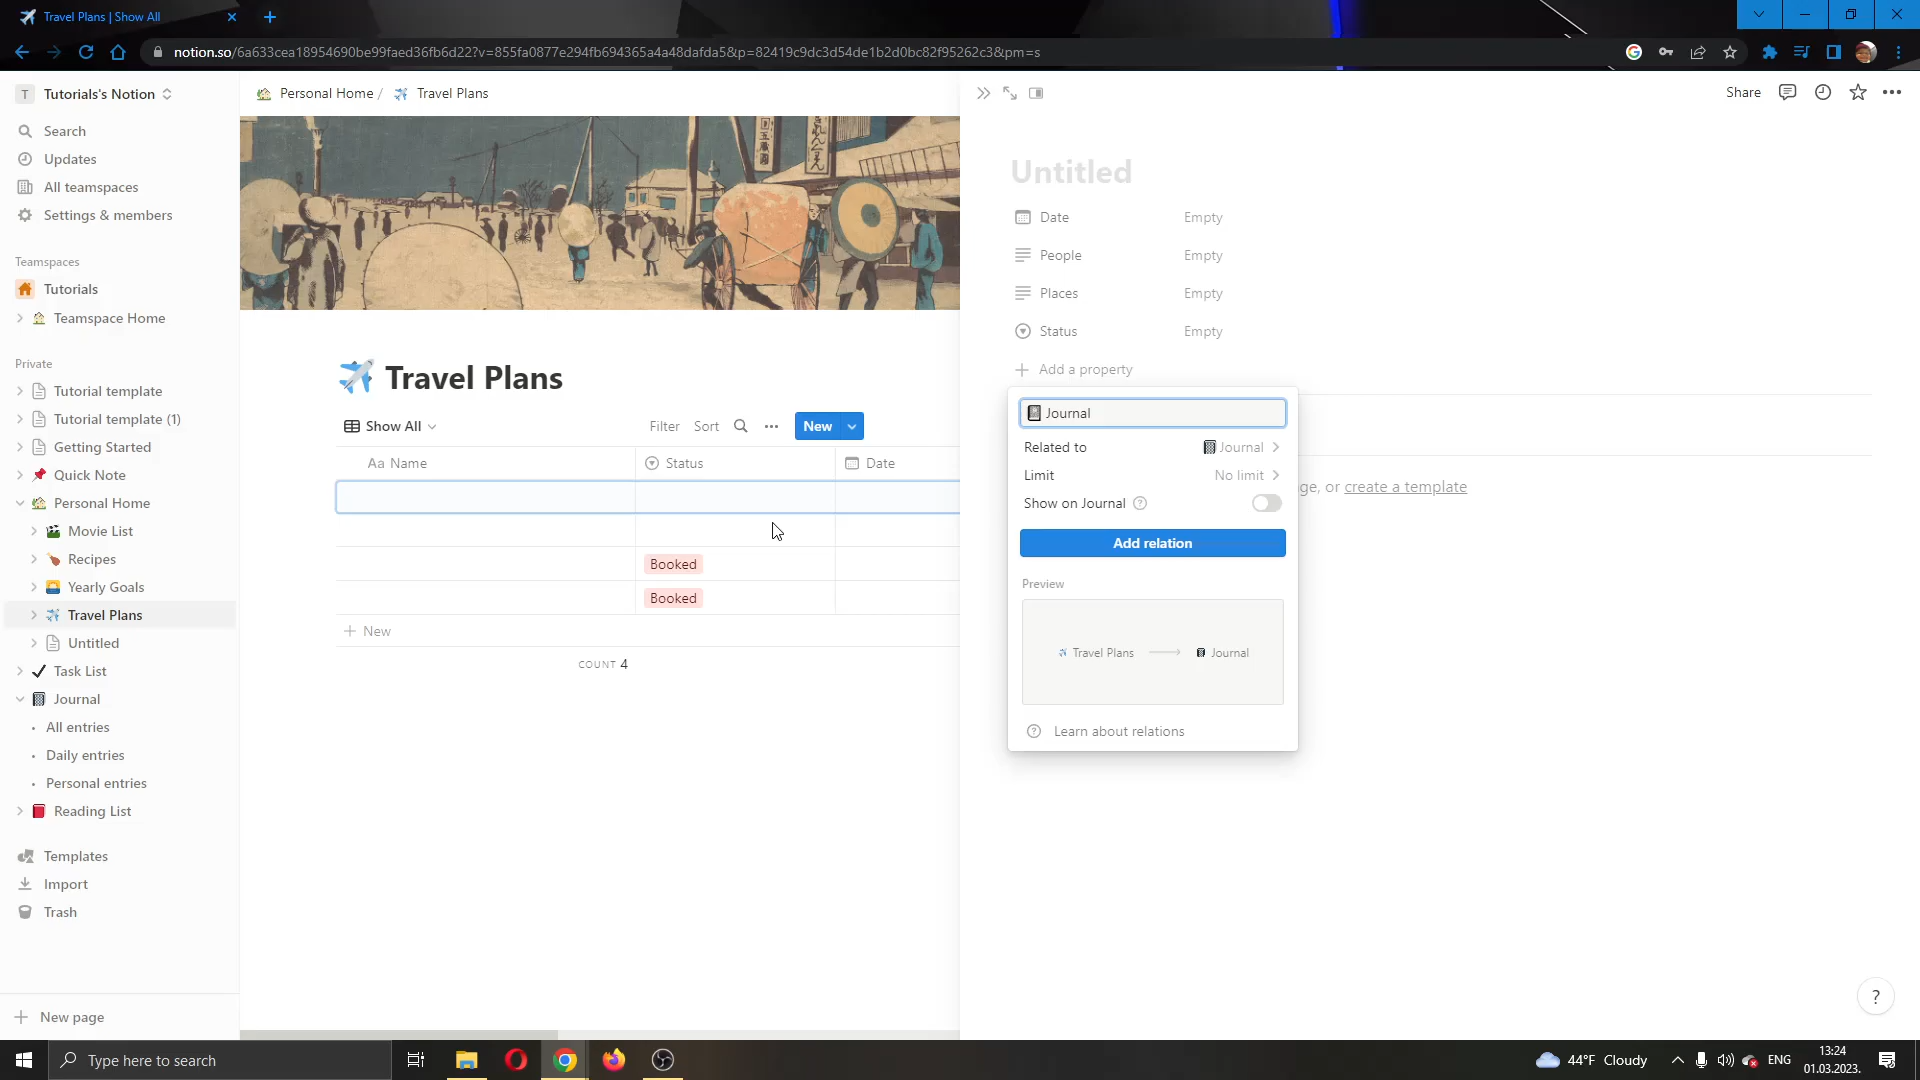 Travel Plans | Show All
notion.so/6a633cea18954690be99faed36fb6d22?v=855fa0877e294fb694365a4a48dafda5&p=82419c9dc3d54de1b2d0bc82f95262c3&pm=s
T Tutorials's Notion
Search
Updates
All teamspaces
Settings & members
Teamspaces
Tutorials
Teamspace Home
Private
Tutorial template
Tutorial template (1)
Getting Started
Quick Note
Personal Home
Movie List
Recipes
Yearly Goals
Travel Plans
Untitled
Task List
Journal
All entries
Daily entries
Personal entries
Reading List
Templates
Import
Trash
New page
Personal Home / Travel Plans
Travel Plans
Show All
Filter Sort New
Aa Name Status Date
Booked
Booked
New
COUNT 4
Share
Untitled
Date Empty
People Empty
Places Empty
Status Empty
Add a property
Journal
Related to Journal
Limit No limit
Show on Journal
Add relation
Preview
Travel Plans Journal
Learn about relations
ge, or create a template
?
Type here to search
44°F Cloudy
ENG
13:24
01.03.2023.